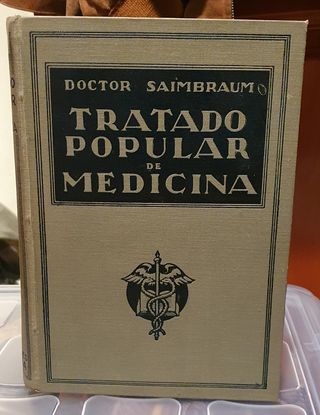 DOCTOR SAIMBRAUM
TRATADO
POPULAR
DE
MEDICINA